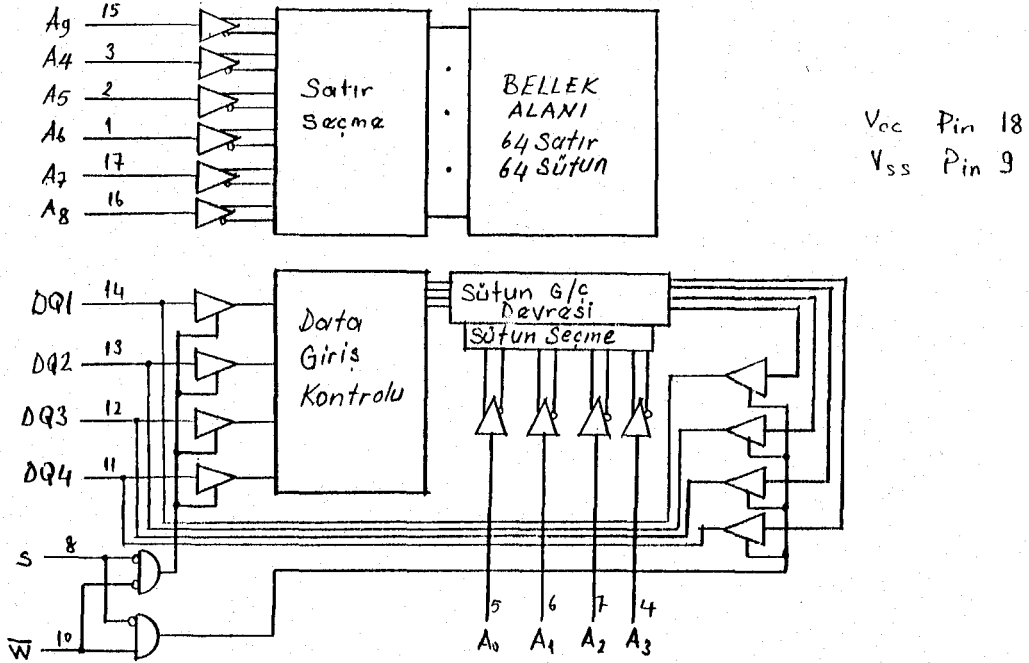 A9 15
A4 3
A5 2
A6 1
A7 17
A8 16
Satır
Seçme
BELLEK
ALANI
64 Satır
64 Sütun
Vcc Pin 18
Vss Pin 9
DQ1 14
DQ2 13
DQ3 12
DQ4 11
Data
Giriş
Kontrolu
Sütun G/Ç
Devresi
Sütun Seçme
S 8
W̅ 10
5 6 7 4
A0 A1 A2 A3